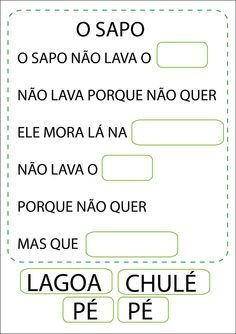 O SAPO
O SAPO NÃO LAVA O
NÃO LAVA PORQUE NÃO QUER
ELE MORA LÁ NA
NÃO LAVA O
PORQUE NÃO QUER
MAS QUE
LAGOA CHULÉ
PÉ PÉ